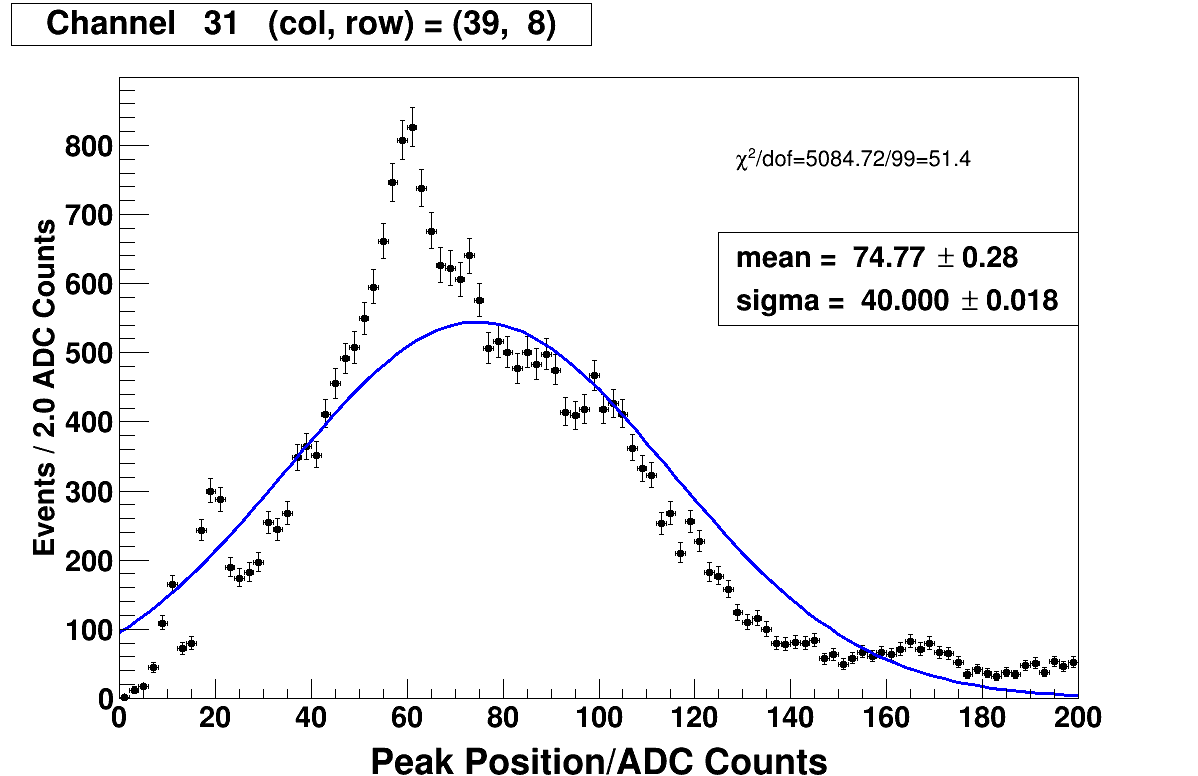 Channel 31 (col, row) = (39, 8)
χ²/dof=5084.72/99=51.4
mean = 74.77 ± 0.28
sigma = 40.000 ± 0.018
Events / 2.0 ADC Counts
800
700
600
500
400
300
200
100
0
0 20 40 60 80 100 120 140 160 180 200
Peak Position/ADC Counts